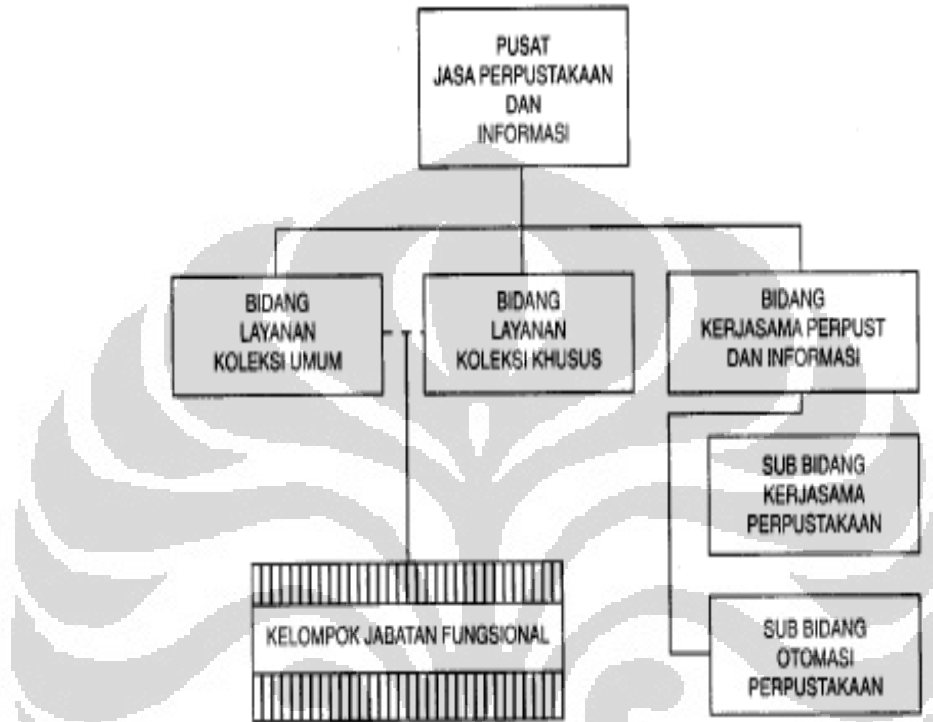 PUSAT
JASA PERPUSTAKAAN
DAN
INFORMASI
BIDANG
LAYANAN
KOLEKSI UMUM
BIDANG
LAYANAN
KOLEKSI KHUSUS
BIDANG
KERJASAMA PERPUST
DAN INFORMASI
SUB BIDANG
KERJASAMA
PERPUSTAKAAN
KELOMPOK JABATAN FUNGSIONAL
SUB BIDANG
OTOMASI
PERPUSTAKAAN